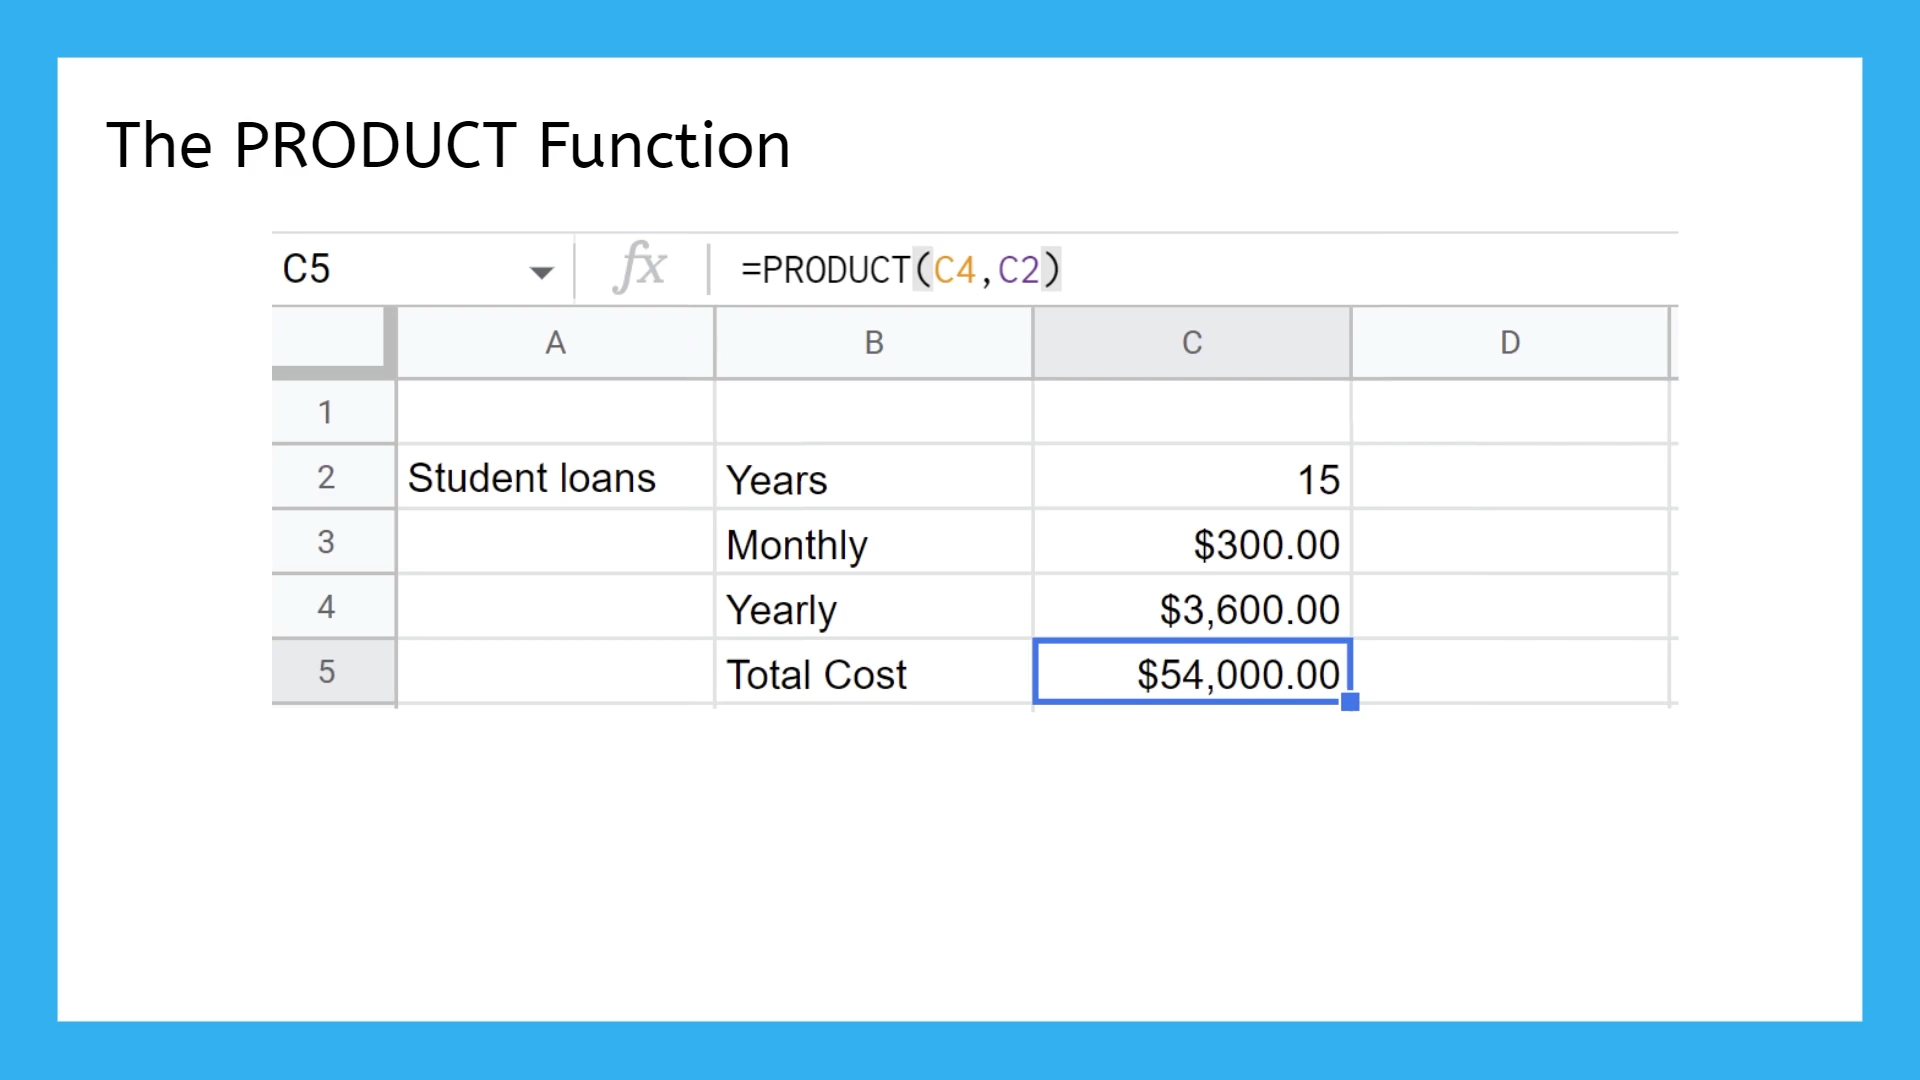 The PRODUCT Function
C5 fx =PRODUCT(C4,C2)
A B C D
1
2 Student loans Years 15
3 Monthly $300.00
4 Yearly $3,600.00
5 Total Cost $54,000.00